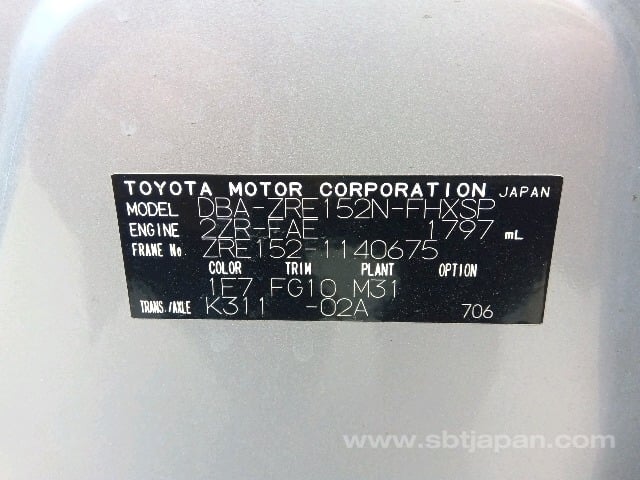 TOYOTA MOTOR CORPORATION JAPAN
MODEL DBA-ZRE152N-FHXSP
ENGINE 2ZR-FAE 1797 mL
FRAME No. ZRE152-1140675
COLOR TRIM PLANT OPTION
1F7 FG10 M31
TRANS./AXLE K311 -02A 706
www.sbtjapan.com